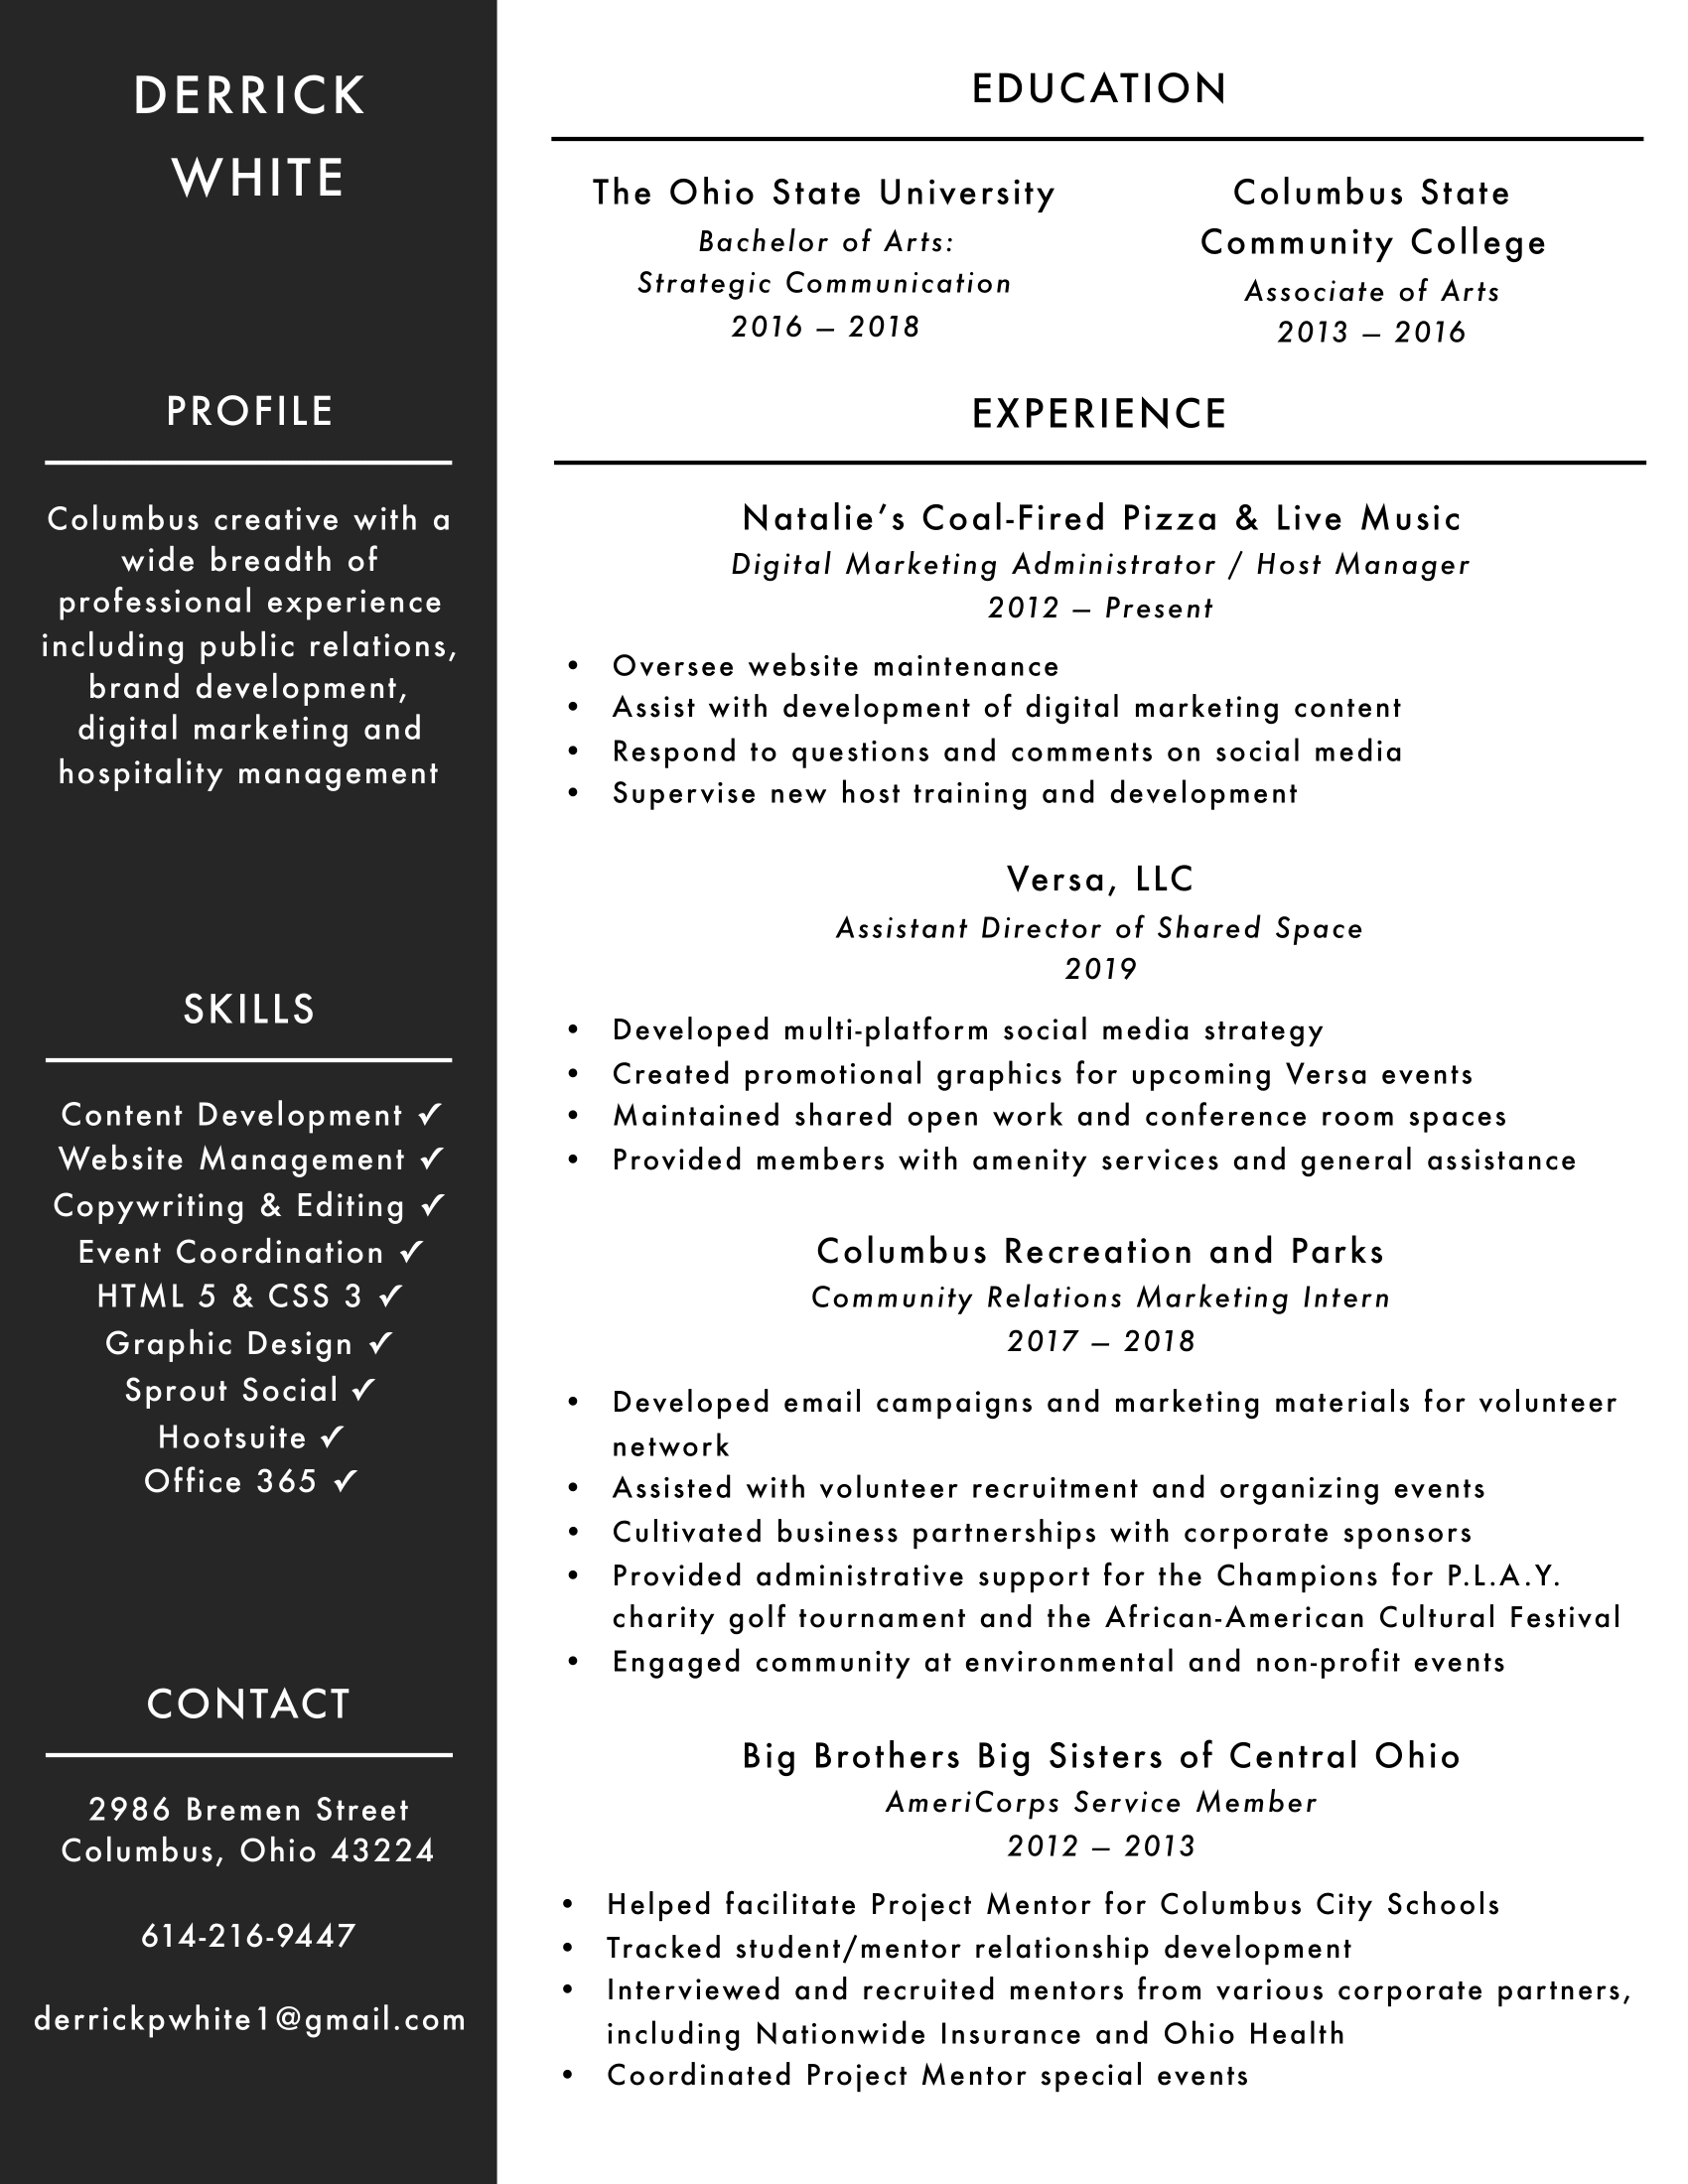 DERRICK
WHITE
PROFILE
Columbus creative with a
wide breadth of
professional experience
including public relations,
brand development,
digital marketing and
hospitality management
SKILLS
Content Development ✓
Website Management ✓
Copywriting & Editing ✓
Event Coordination ✓
HTML 5 & CSS 3 ✓
Graphic Design ✓
Sprout Social ✓
Hootsuite ✓
Office 365 ✓
CONTACT
2986 Bremen Street
Columbus, Ohio 43224
614-216-9447
derrickpwhite1@gmail.com
EDUCATION
The Ohio State University
Bachelor of Arts:
Strategic Communication
2016 – 2018
Columbus State
Community College
Associate of Arts
2013 – 2016
EXPERIENCE
Natalie’s Coal-Fired Pizza & Live Music
Digital Marketing Administrator / Host Manager
2012 – Present
• Oversee website maintenance
• Assist with development of digital marketing content
• Respond to questions and comments on social media
• Supervise new host training and development
Versa, LLC
Assistant Director of Shared Space
2019
• Developed multi-platform social media strategy
• Created promotional graphics for upcoming Versa events
• Maintained shared open work and conference room spaces
• Provided members with amenity services and general assistance
Columbus Recreation and Parks
Community Relations Marketing Intern
2017 – 2018
• Developed email campaigns and marketing materials for volunteer
network
• Assisted with volunteer recruitment and organizing events
• Cultivated business partnerships with corporate sponsors
• Provided administrative support for the Champions for P.L.A.Y.
charity golf tournament and the African-American Cultural Festival
• Engaged community at environmental and non-profit events
Big Brothers Big Sisters of Central Ohio
AmeriCorps Service Member
2012 – 2013
• Helped facilitate Project Mentor for Columbus City Schools
• Tracked student/mentor relationship development
• Interviewed and recruited mentors from various corporate partners,
including Nationwide Insurance and Ohio Health
• Coordinated Project Mentor special events